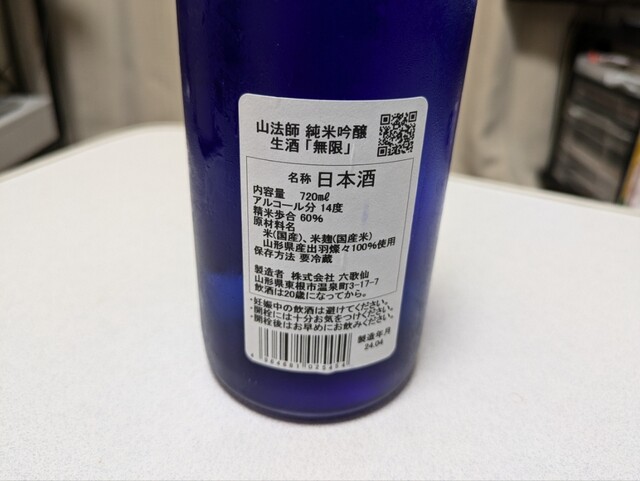 山法師 純米吟醸
生酒「無限」
名称 日本酒
内容量 720mℓ
アルコール分 14度
精米歩合 60%
原材料名
米(国産)、米麹(国産米)
山形県産出羽燦々100%使用
保存方法 要冷蔵
製造者 株式会社 六歌仙
山形県東根市温泉町3-17-7
飲酒は20歳になってから。
・妊娠中の飲酒は避けてください。
・開栓には十分お気をつけください。
・開栓後はお早めにお飲みください。
製造年月
24.04